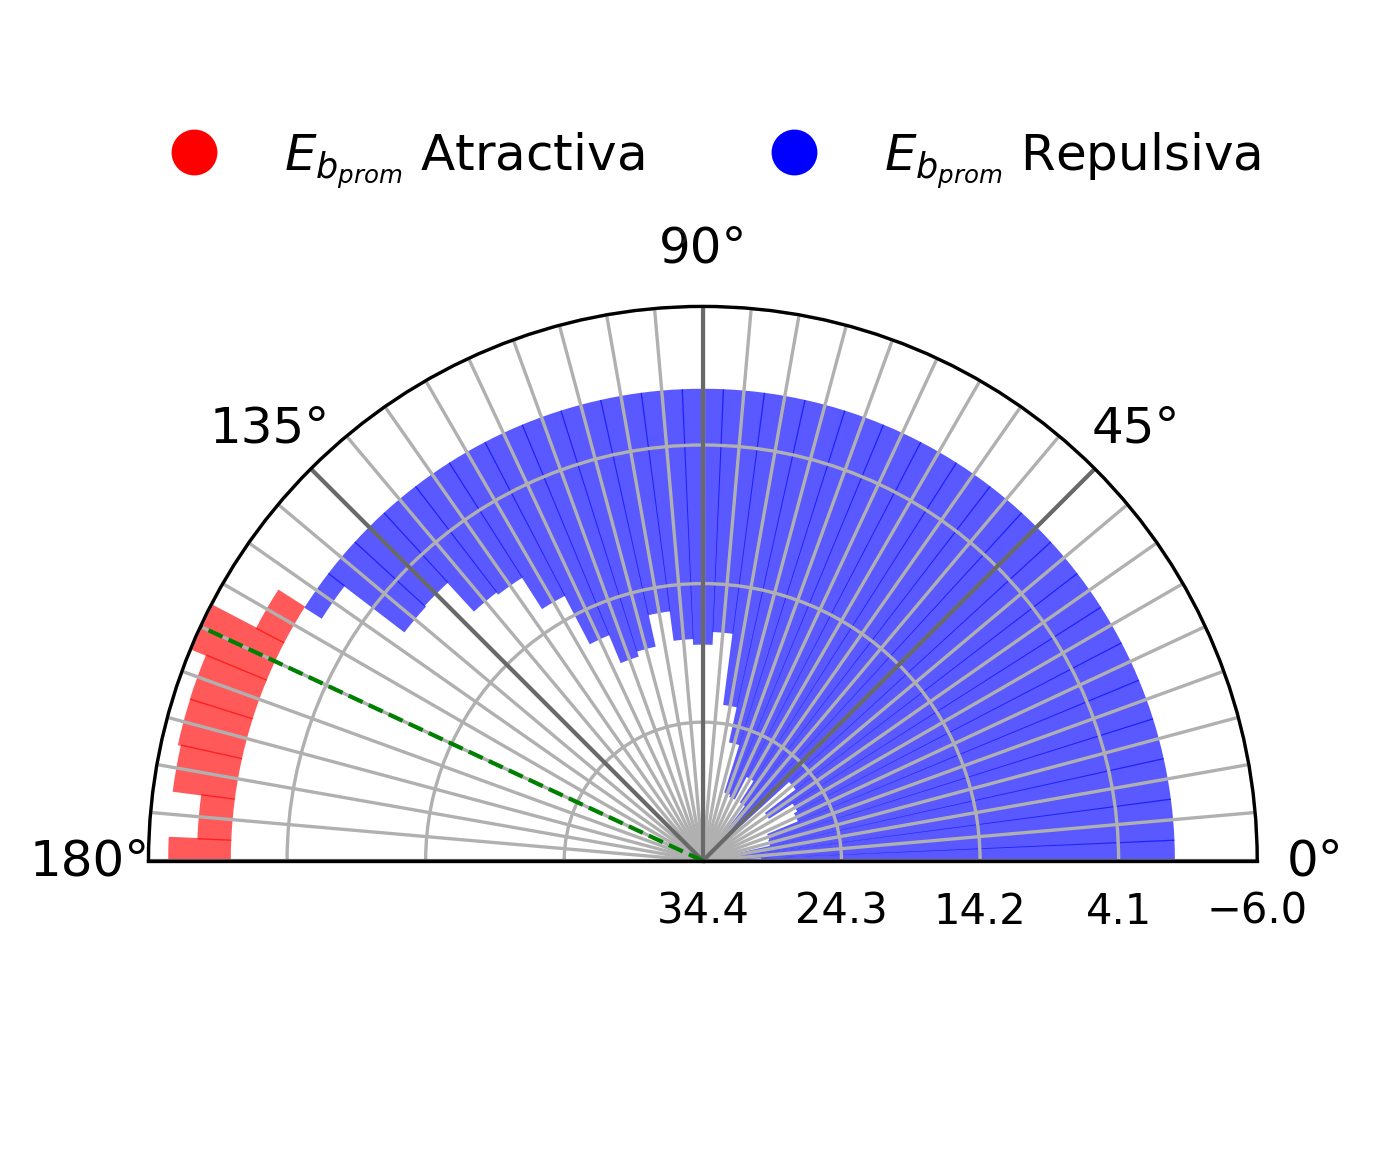 E_{b_{prom}} Atractiva E_{b_{prom}} Repulsiva
90°
135° 45°
180° 0°
34.4 24.3 14.2 4.1 −6.0